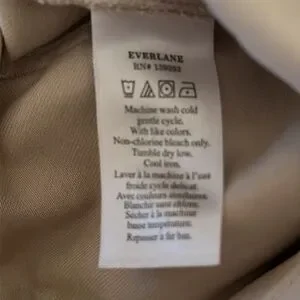 EVERLANE
RN# 139293
Machine wash cold
gentle cycle.
With like colors.
Non-chlorine bleach only.
Tumble dry low.
Cool iron.
Laver à la machine à l'eau
froide cycle délicat.
Avec couleurs similaires.
Blanchir sans chlore.
Sécher à la machine
basse température.
Repasser à fer bas.